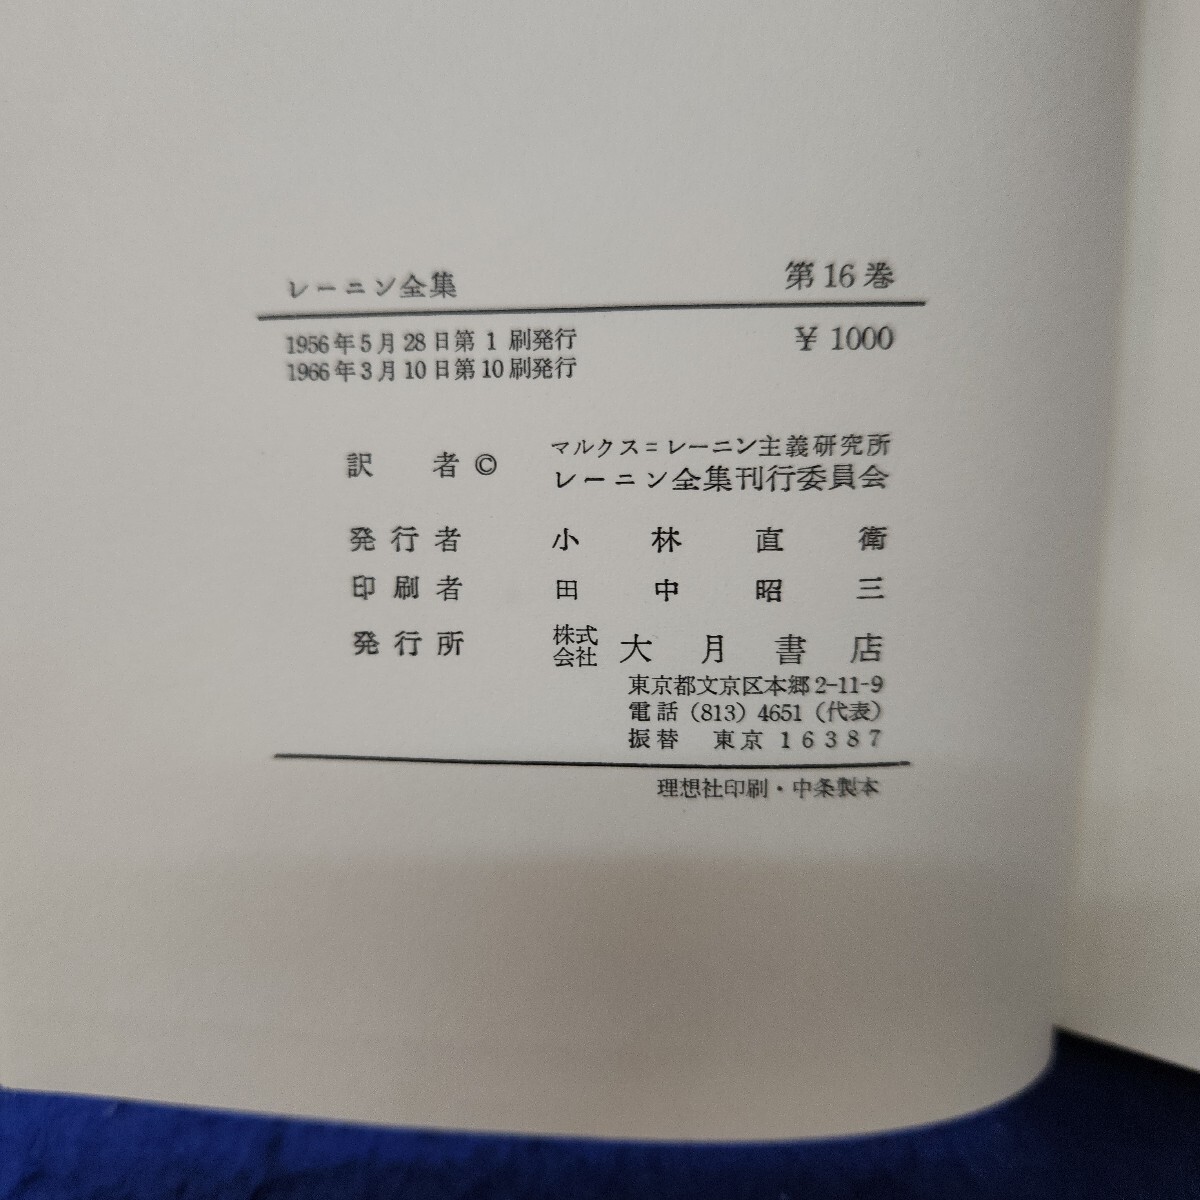 レーニン全集 第16巻
1956年5月28日第1刷発行 ¥1000
1966年3月10日第10刷発行
訳者© マルクス=レーニン主義研究所
レーニン全集刊行委員会
発行者 小林直衛
印刷者 田中昭三
発行所 株式会社 大月書店
東京都文京区本郷2-11-9
電話(813)4651(代表)
振替 東京16387
理想社印刷・中条製本